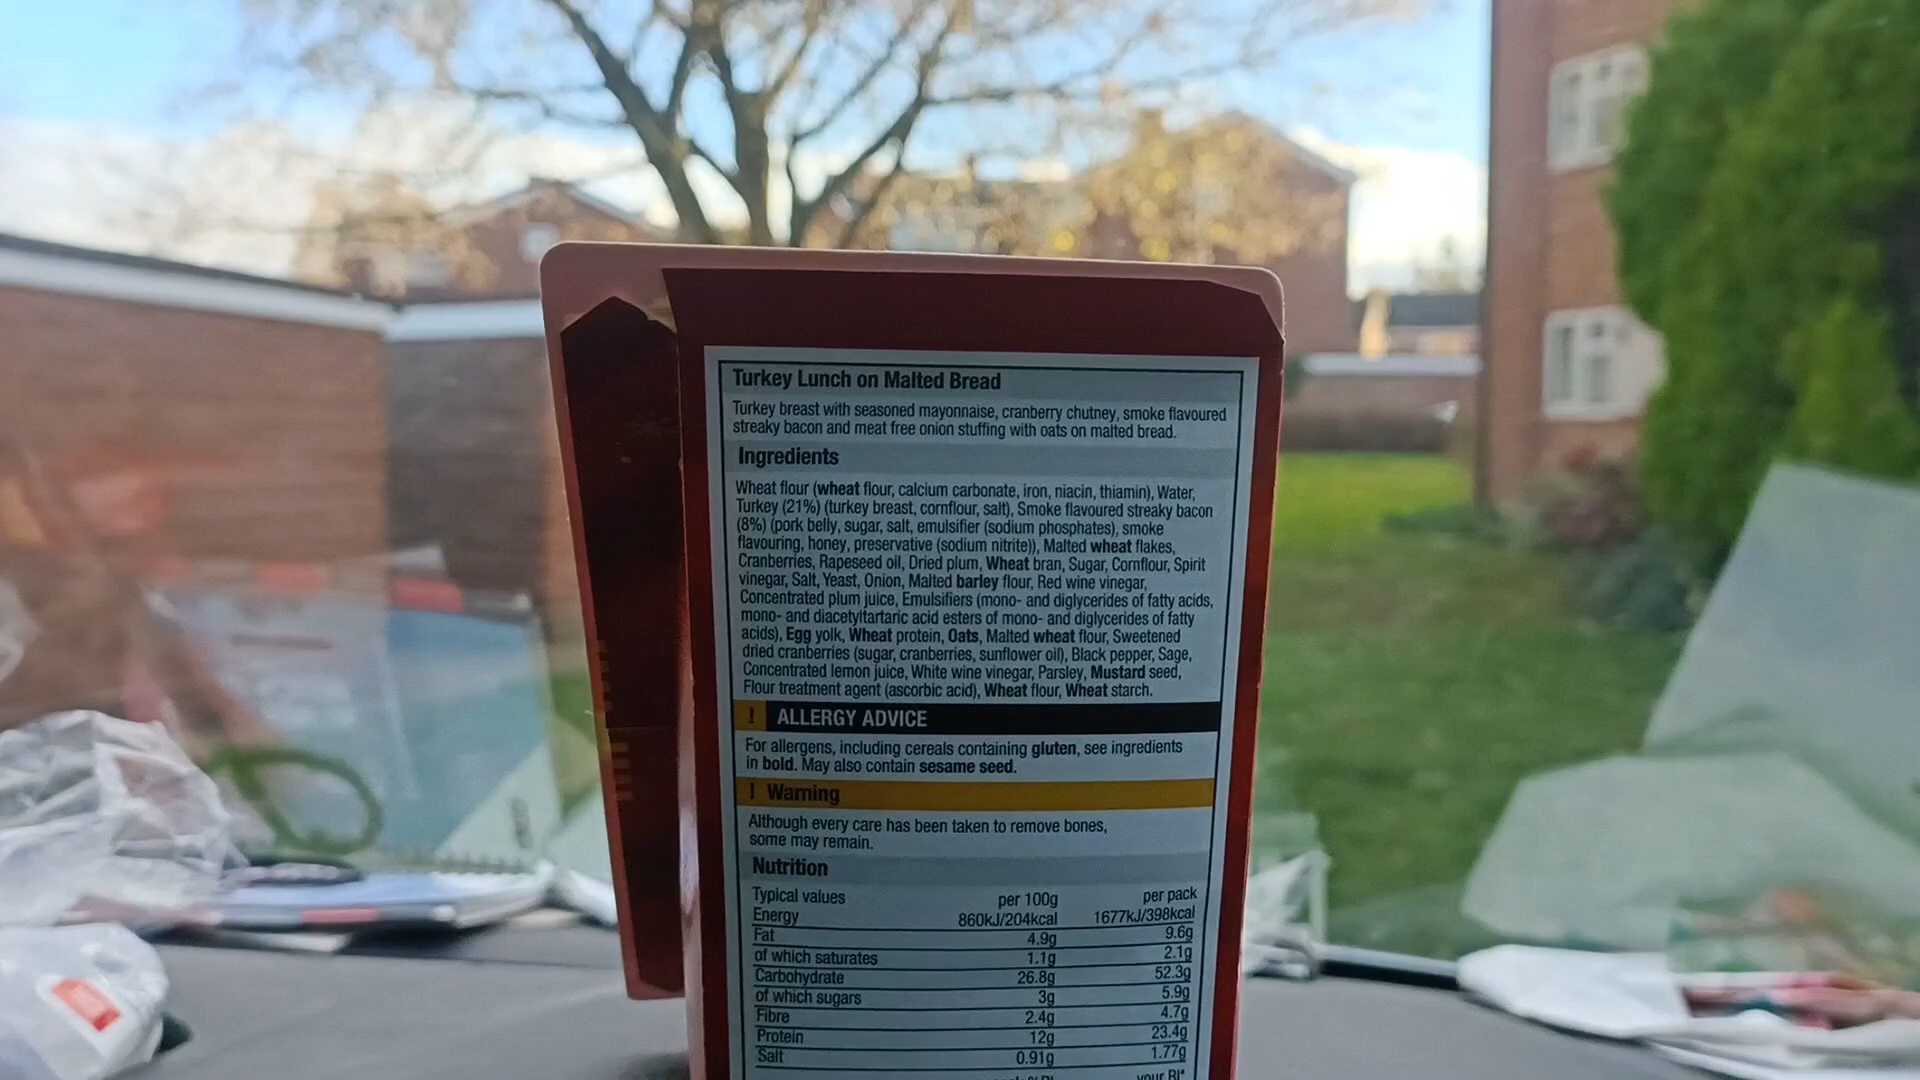 Turkey Lunch on Malted Bread
Turkey breast with seasoned mayonnaise, cranberry chutney, smoke flavoured
streaky bacon and meat free onion stuffing with oats on malted bread.
Ingredients
Wheat flour (wheat flour, calcium carbonate, iron, niacin, thiamin), Water,
Turkey (21%) (turkey breast, cornflour, salt), Smoke flavoured streaky bacon
(8%) (pork belly, sugar, salt, emulsifier (sodium phosphates), smoke
flavouring, honey, preservative (sodium nitrite)), Malted wheat flakes,
Cranberries, Rapeseed oil, Dried plum, Wheat bran, Sugar, Cornflour, Spirit
vinegar, Salt, Yeast, Onion, Malted barley flour, Red wine vinegar,
Concentrated plum juice, Emulsifiers (mono- and diglycerides of fatty acids,
mono- and diacetyltartaric acid esters of mono- and diglycerides of fatty
acids), Egg yolk, Wheat protein, Oats, Malted wheat flour, Sweetened
dried cranberries (sugar, cranberries, sunflower oil), Black pepper, Sage,
Concentrated lemon juice, White wine vinegar, Parsley, Mustard seed,
Flour treatment agent (ascorbic acid), Wheat flour, Wheat starch.
! ALLERGY ADVICE
For allergens, including cereals containing gluten, see ingredients
in bold. May also contain sesame seed.
! Warning
Although every care has been taken to remove bones,
some may remain.
Nutrition
Typical values per 100g per pack
Energy 860kJ/204kcal 1677kJ/398kcal
Fat 4.9g 9.6g
of which saturates 1.1g 2.1g
Carbohydrate 26.8g 52.3g
of which sugars 3g 5.9g
Fibre 2.4g 4.7g
Protein 12g 23.4g
Salt 0.91g 1.77g
your RI*